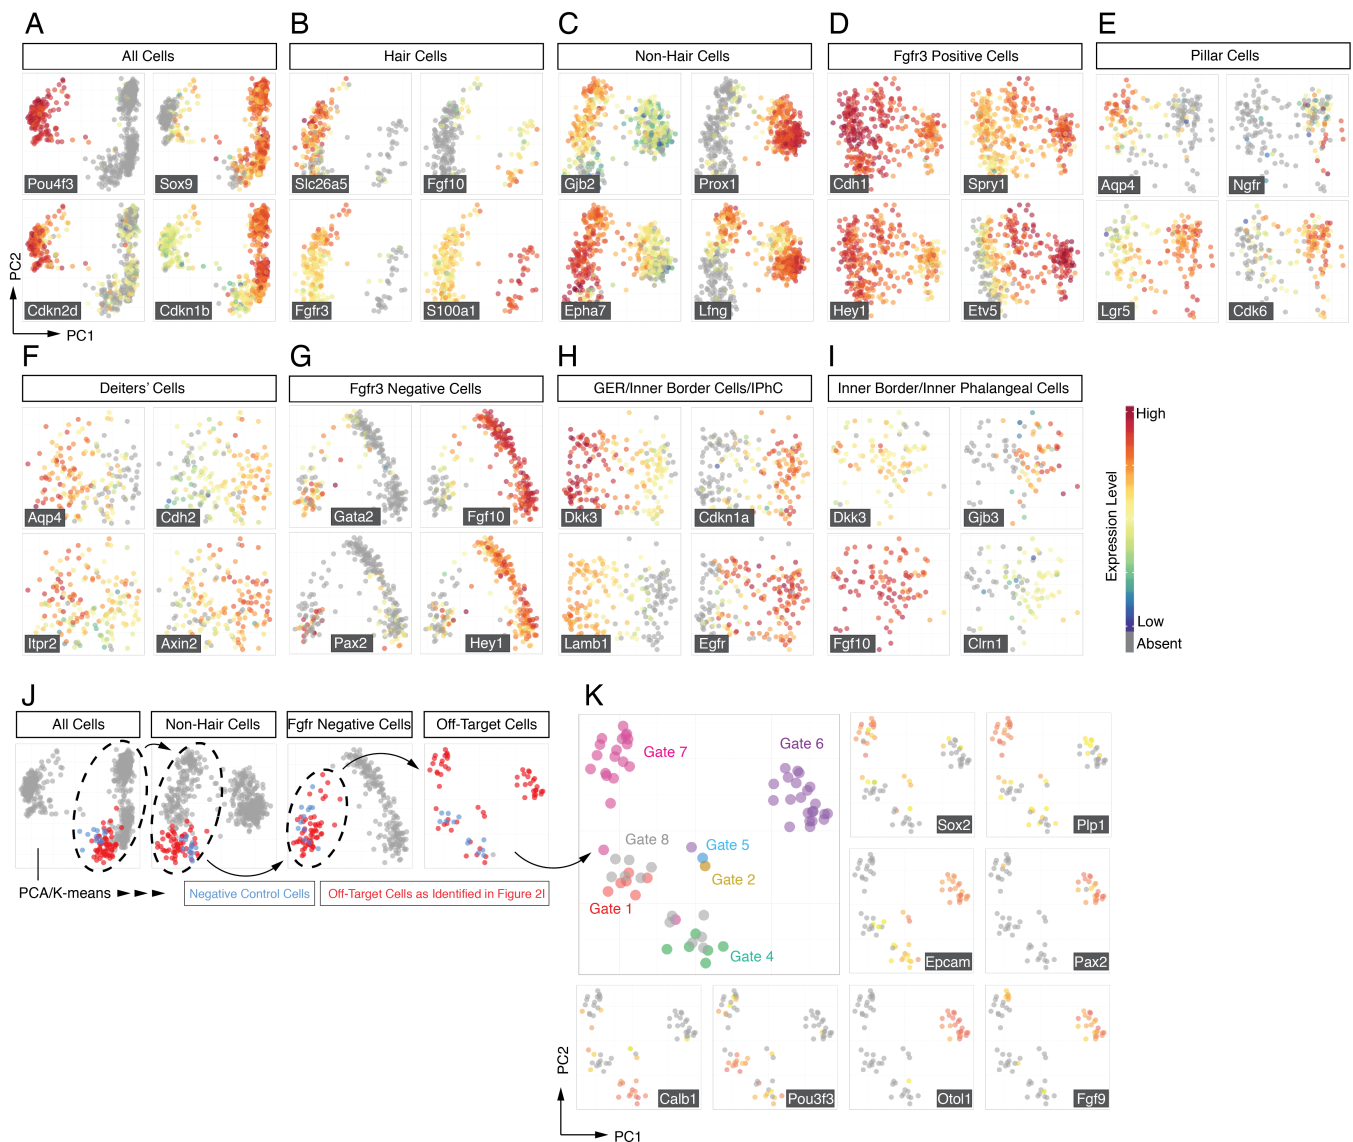 A
B
C
D
E
All Cells
Hair Cells
Non-Hair Cells
Fgfr3 Positive Cells
Pillar Cells
Pou4f3
Sox9
Slc26a5
Fgf10
Gjb2
Prox1
Cdh1
Spry1
Aqp4
Ngfr
Cdkn2d
Cdkn1b
Fgfr3
S100a1
Epha7
Lfng
Hey1
Etv5
Lgr5
Cdk6
PC2
PC1
F
G
H
I
Deiters' Cells
Fgfr3 Negative Cells
GER/Inner Border Cells/IPhC
Inner Border/Inner Phalangeal Cells
Aqp4
Cdh2
Gata2
Fgf10
Dkk3
Cdkn1a
Dkk3
Gjb3
Itpr2
Axin2
Pax2
Hey1
Lamb1
Egfr
Fgf10
Clrn1
Expression Level
High
Low
Absent
J
K
All Cells
Non-Hair Cells
Fgfr Negative Cells
Off-Target Cells
PCA/K-means
Negative Control Cells
Off-Target Cells as Identified in Figure 2I
Gate 7
Gate 6
Gate 8
Gate 5
Gate 2
Gate 1
Gate 4
Sox2
Plp1
Epcam
Pax2
Calb1
Pou3f3
Otol1
Fgf9
PC2
PC1